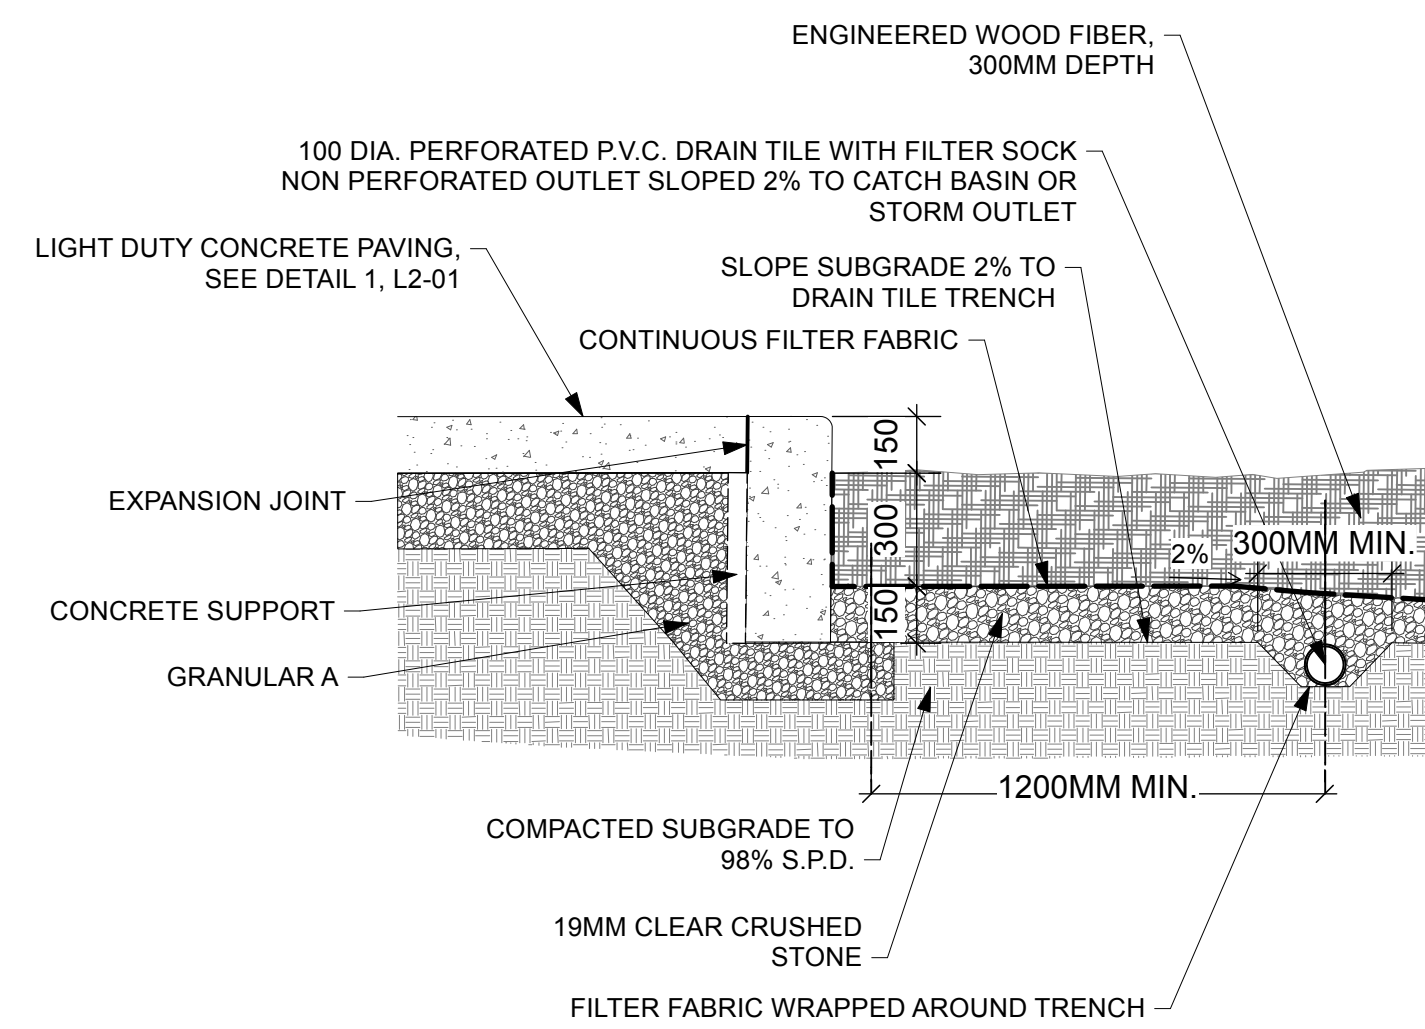 ENGINEERED WOOD FIBER,
300MM DEPTH
100 DIA. PERFORATED P.V.C. DRAIN TILE WITH FILTER SOCK
NON PERFORATED OUTLET SLOPED 2% TO CATCH BASIN OR
STORM OUTLET
LIGHT DUTY CONCRETE PAVING,
SEE DETAIL 1, L2-01
SLOPE SUBGRADE 2% TO
DRAIN TILE TRENCH
CONTINUOUS FILTER FABRIC
150
EXPANSION JOINT
300
2%
300MM MIN.
150
CONCRETE SUPPORT
GRANULAR A
1200MM MIN.
COMPACTED SUBGRADE TO
98% S.P.D.
19MM CLEAR CRUSHED
STONE
FILTER FABRIC WRAPPED AROUND TRENCH